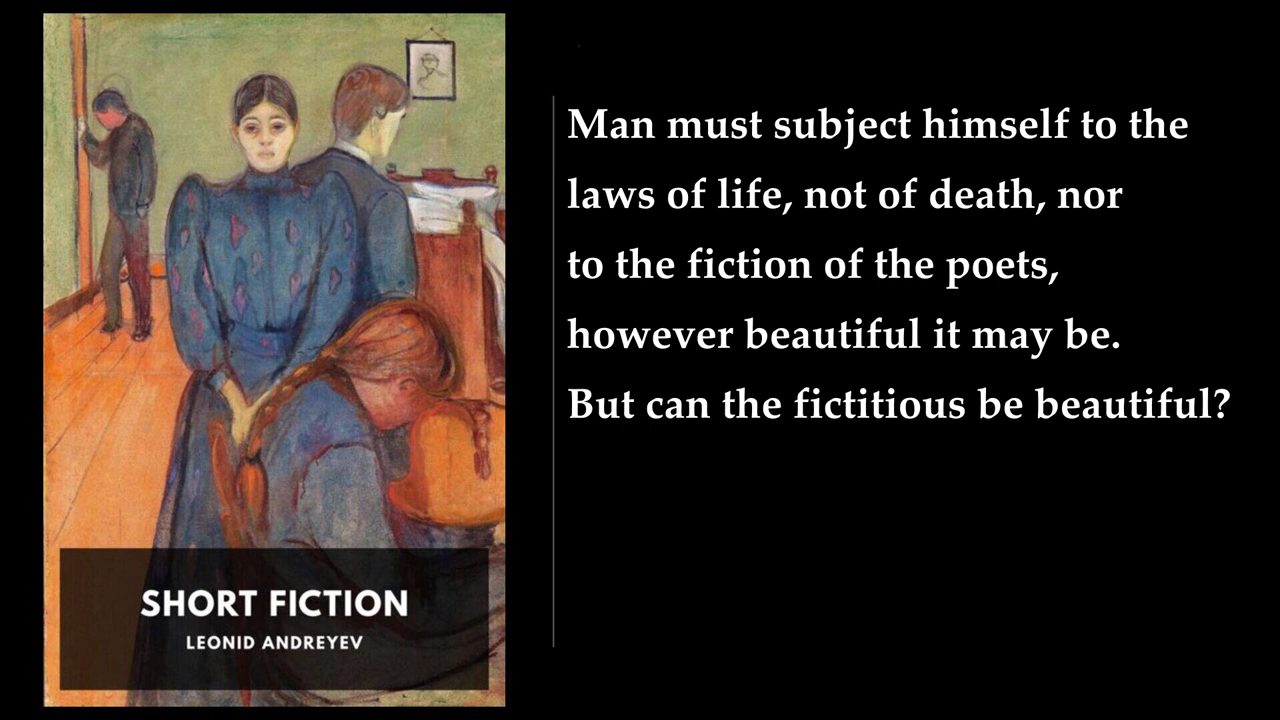 SHORT FICTION
LEONID ANDREYEV
Man must subject himself to the
laws of life, not of death, nor
to the fiction of the poets,
however beautiful it may be.
But can the fictitious be beautiful?